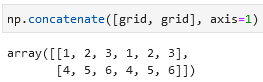 np.concatenate([grid, grid], axis=1)
array([[1, 2, 3, 1, 2, 3],
       [4, 5, 6, 4, 5, 6]])